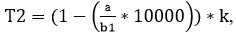 T2 = (1 − (a/b1 * 10000)) * k,